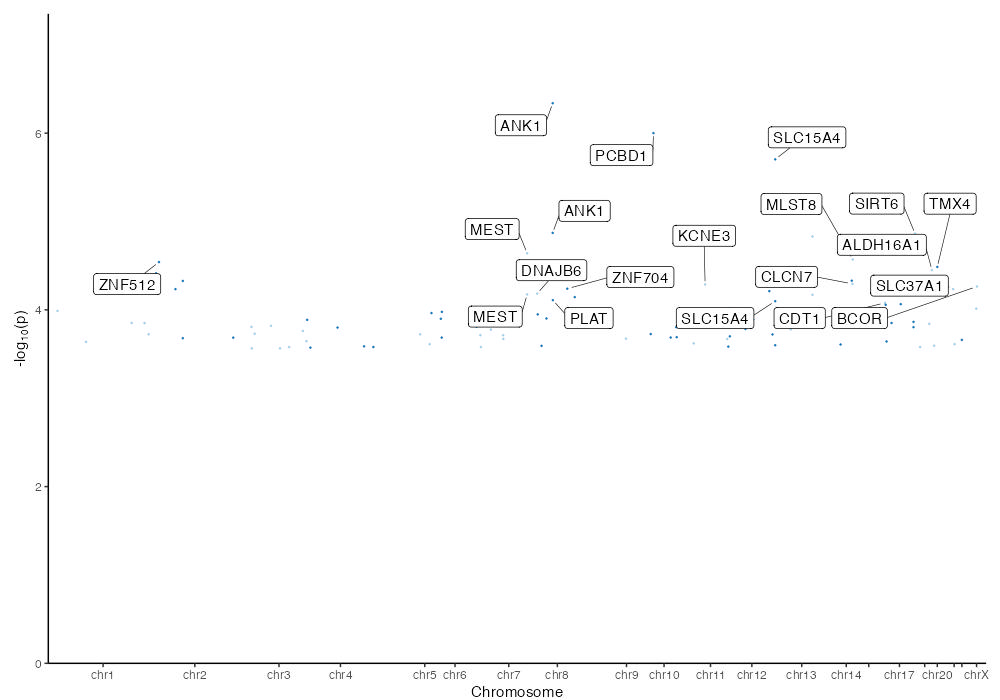 6
ANK1
SLC15A4
PCBD1
MLST8
SIRT6
TMX4
ANK1
MEST
KCNE3
ALDH16A1
DNAJB6
ZNF704
CLCN7
ZNF512
SLC37A1
4
MEST
PLAT
SLC15A4
CDT1
BCOR
-log10(p)
2
0
chr1 chr2 chr3 chr4 chr5 chr6 chr7 chr8 chr9 chr10 chr11 chr12 chr13 chr14 chr17 chr20 chrX
Chromosome